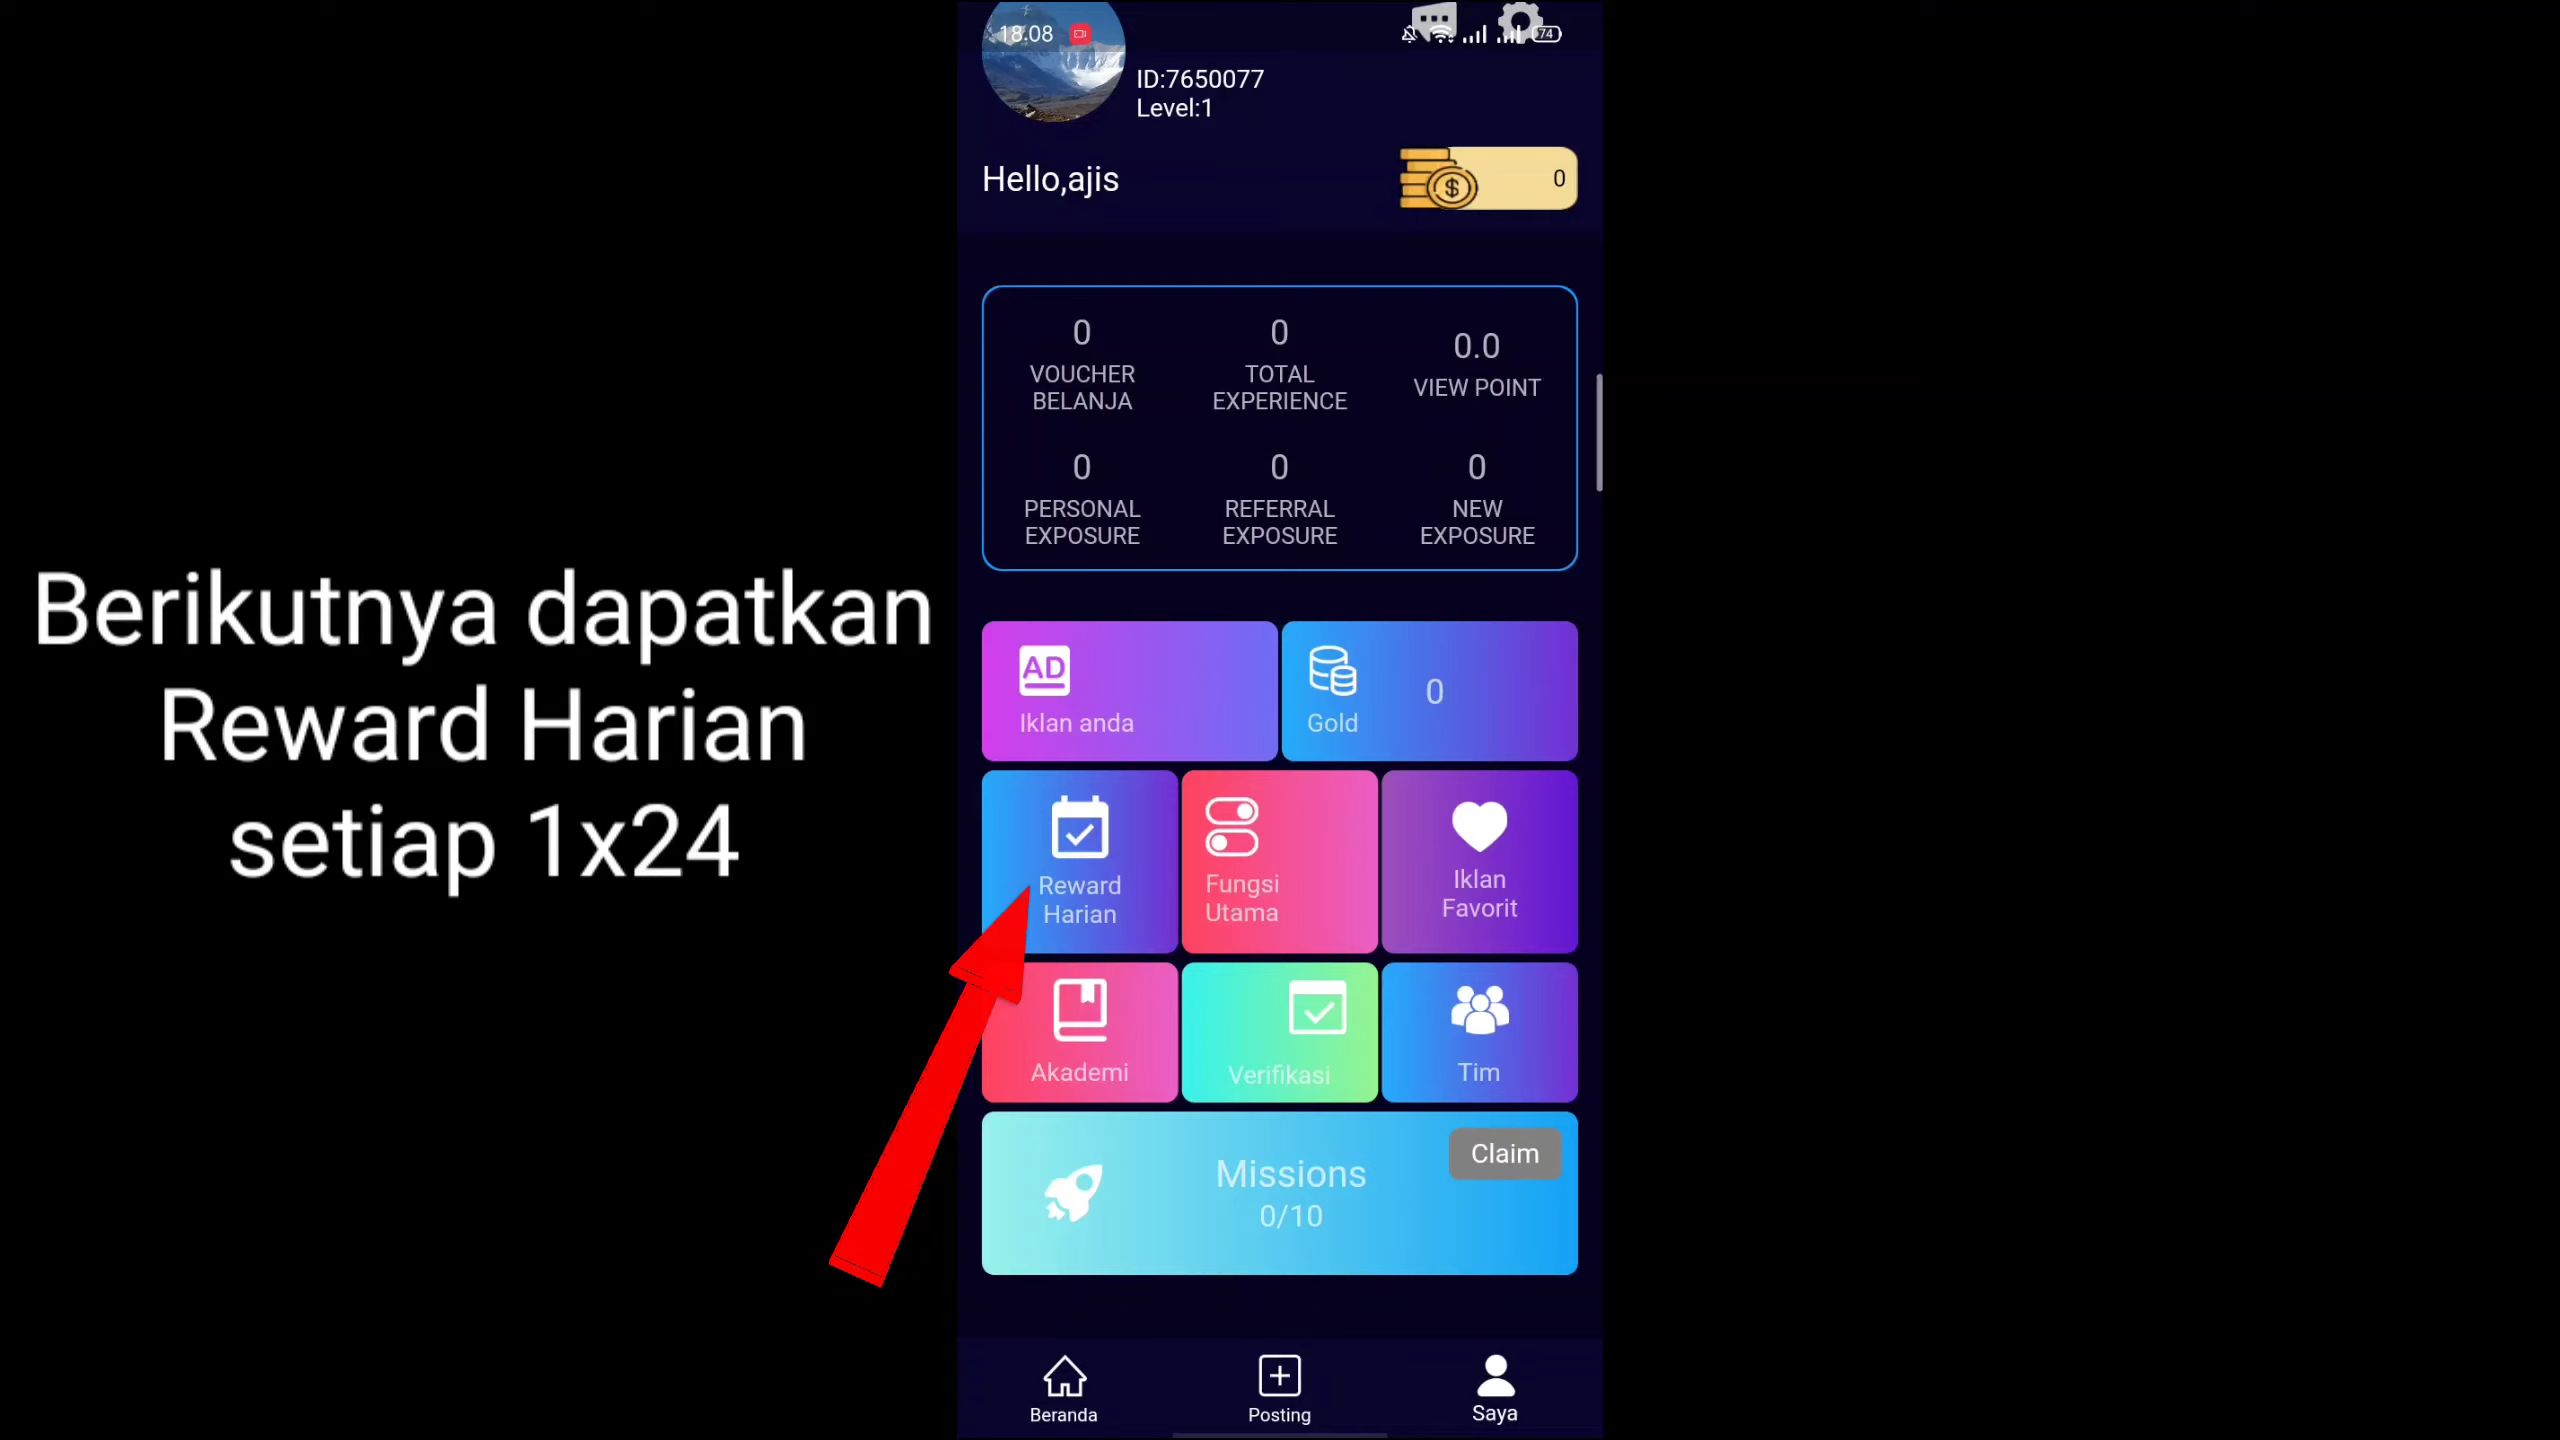 18.08
74
ID:7650077
Level:1
Hello,ajis
0
0
VOUCHER
BELANJA
0
TOTAL
EXPERIENCE
0.0
VIEW POINT
0
PERSONAL
EXPOSURE
0
REFERRAL
EXPOSURE
0
NEW
EXPOSURE
Berikutnya dapatkan
Reward Harian
setiap 1x24
AD
Iklan anda
Gold
0
Reward
Harian
Fungsi
Utama
Iklan
Favorit
Akademi
Verifikasi
Tim
Missions
0/10
Claim
Beranda
Posting
Saya